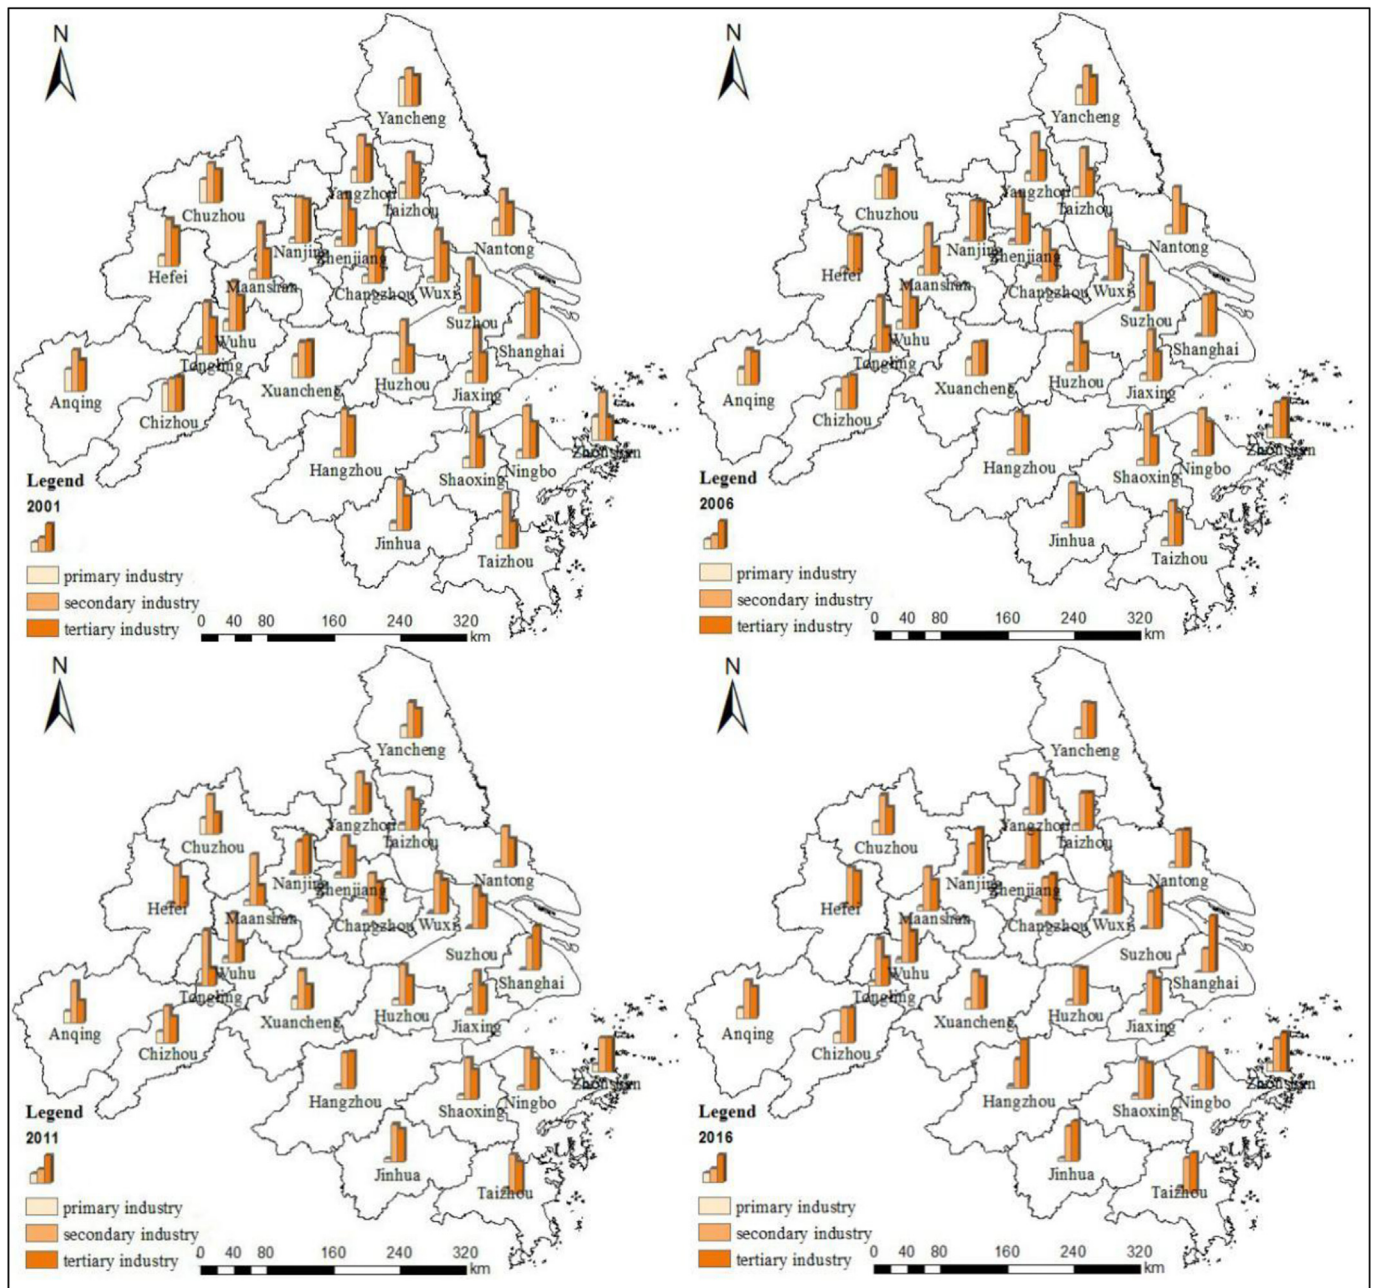 N
Yancheng
Yangzhou
Taizhou
Chuzhou
Nantong
Nanjing
Zhenjiang
Hefei
Maanshan
Changzhou
Wuxi
Suzhou
Wuhu
Shanghai
Tongling
Xuancheng
Huzhou
Jiaxing
Anqing
Chizhou
Zhoushan
Hangzhou
Shaoxing
Ningbo
Legend
2001
Jinhua
Taizhou
primary industry
secondary industry
tertiary industry
0 40 80 160 240 320
km
N
Yancheng
Yangzhou
Taizhou
Chuzhou
Nantong
Nanjing
Zhenjiang
Hefei
Maanshan
Changzhou
Wuxi
Suzhou
Wuhu
Shanghai
Tongling
Xuancheng
Huzhou
Jiaxing
Anqing
Chizhou
Zhoushan
Hangzhou
Shaoxing
Ningbo
Legend
2006
Jinhua
Taizhou
primary industry
secondary industry
tertiary industry
0 40 80 160 240 320
km
N
Yancheng
Yangzhou
Taizhou
Chuzhou
Nantong
Nanjing
Zhenjiang
Hefei
Maanshan
Changzhou
Wuxi
Suzhou
Wuhu
Shanghai
Tongling
Xuancheng
Huzhou
Jiaxing
Anqing
Chizhou
Zhoushan
Hangzhou
Shaoxing
Ningbo
Legend
2011
Jinhua
Taizhou
primary industry
secondary industry
tertiary industry
0 40 80 160 240 320
km
N
Yancheng
Yangzhou
Taizhou
Chuzhou
Nantong
Nanjing
Zhenjiang
Hefei
Maanshan
Changzhou
Wuxi
Suzhou
Wuhu
Shanghai
Tongling
Xuancheng
Huzhou
Jiaxing
Anqing
Chizhou
Zhoushan
Hangzhou
Shaoxing
Ningbo
Legend
2016
Jinhua
Taizhou
primary industry
secondary industry
tertiary industry
0 40 80 160 240 320
km